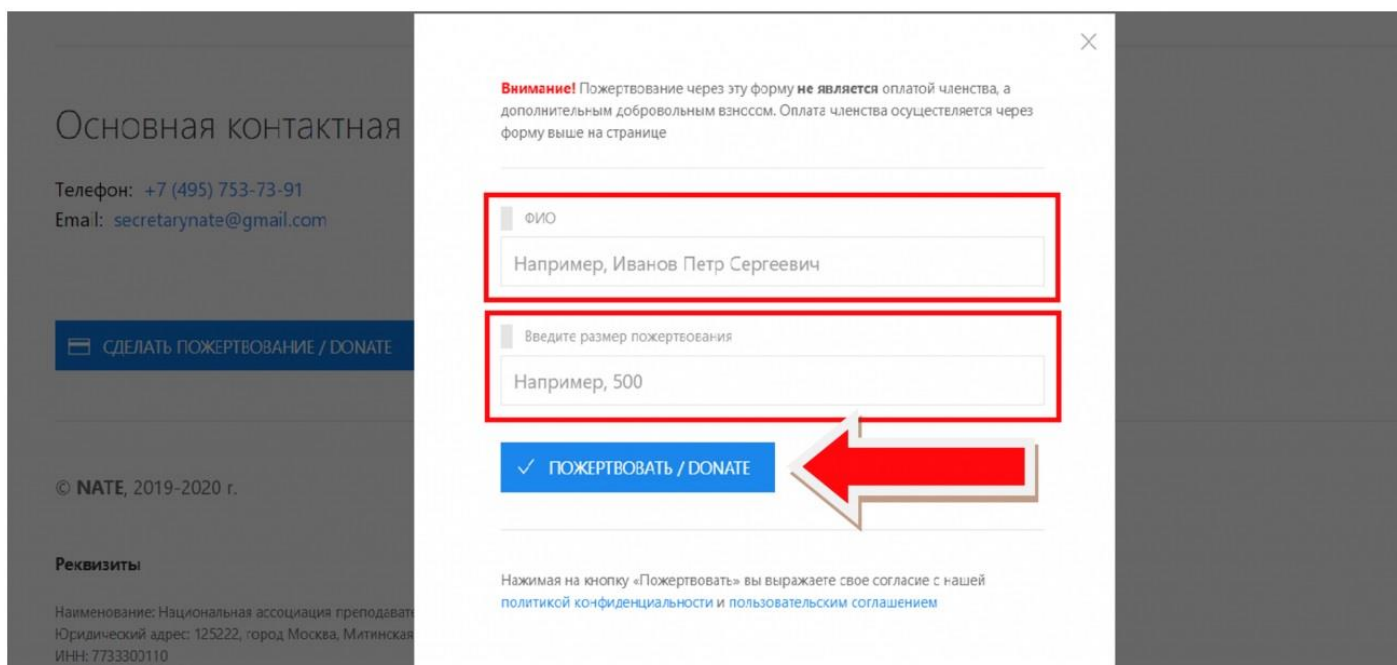 Основная контактная
Телефон: +7 (495) 753-73-91
Email: secretarynate@gmail.com
СДЕЛАТЬ ПОЖЕРТВОВАНИЕ / DONATE
© NATE, 2019-2020 г.
Реквизиты
Наименование: Национальная ассоциация преподавате
Юридический адрес: 125222, город Москва, Митинская
ИНН: 7733300110
Внимание! Пожертвование через эту форму не является оплатой членства, а
дополнительным добровольным взносом. Оплата членства осуществляется через
форму выше на странице
ФИО
Например, Иванов Петр Сергеевич
Введите размер пожертвования
Например, 500
ПОЖЕРТВОВАТЬ / DONATE
Нажимая на кнопку «Пожертвовать» вы выражаете свое согласие с нашей
политикой конфиденциальности и пользовательским соглашением